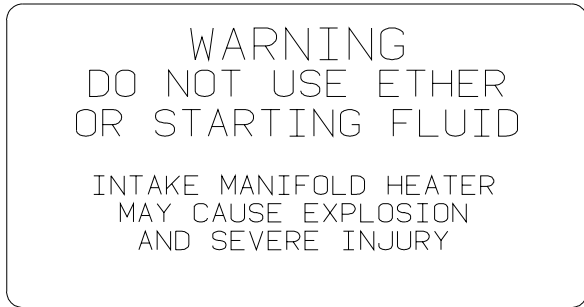 WARNING
DO NOT USE ETHER
OR STARTING FLUID
INTAKE MANIFOLD HEATER
MAY CAUSE EXPLOSION
AND SEVERE INJURY